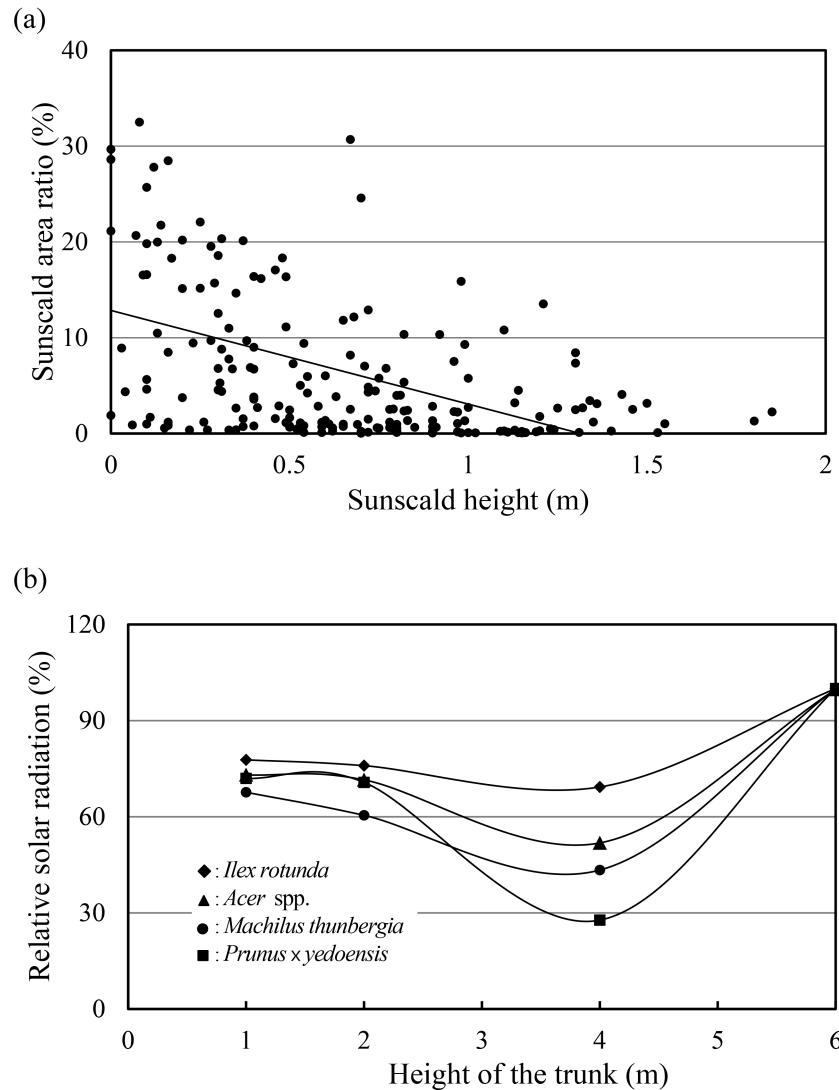 (a)
40
30
20
10
0
Sunscald area ratio (%)
0 0.5 1 1.5 2
Sunscald height (m)
(b)
120
90
60
30
0
Relative solar radiation (%)
: Ilex rotunda
: Acer spp.
: Machilus thunbergia
: Prunus × yedoensis
0 1 2 3 4 5 6
Height of the trunk (m)